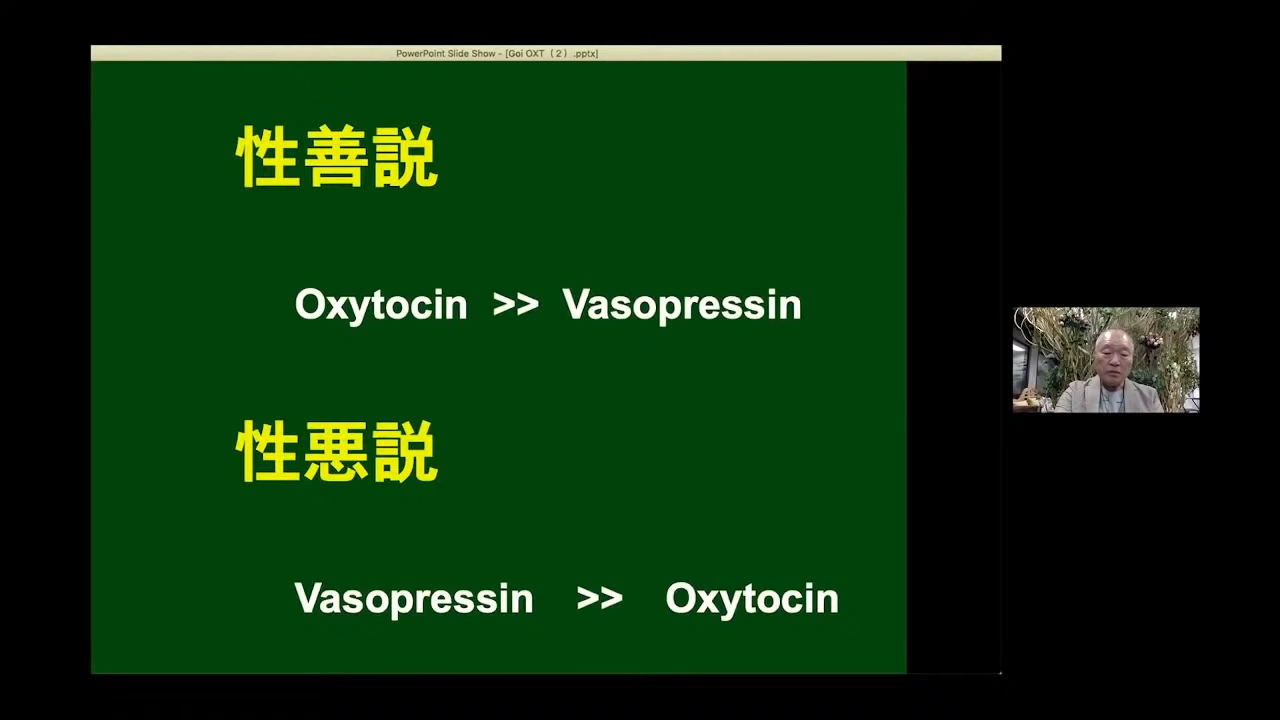 PowerPoint Slide Show - [Goi OXT（2）.pptx]
性善説
Oxytocin >> Vasopressin
性悪説
Vasopressin >> Oxytocin